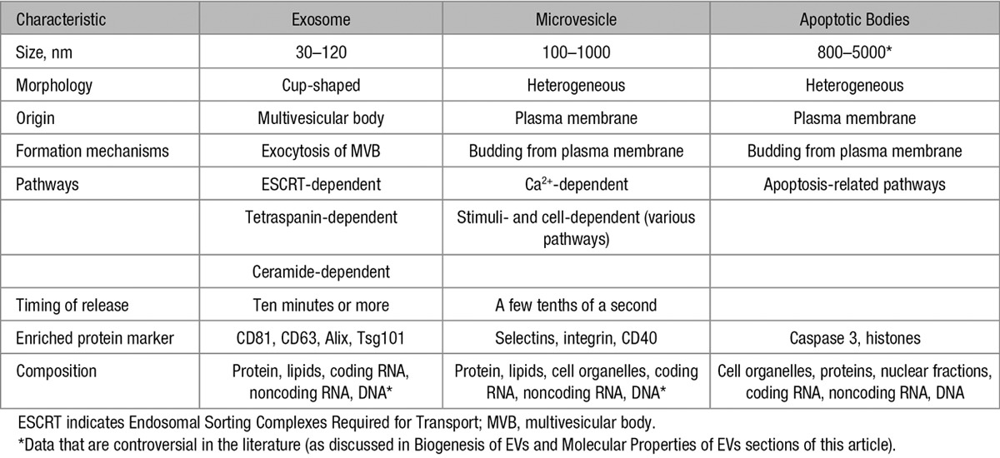 Characteristic Exosome Microvesicle Apoptotic Bodies
Size, nm 30–120 100–1000 800–5000*
Morphology Cup-shaped Heterogeneous Heterogeneous
Origin Multivesicular body Plasma membrane Plasma membrane
Formation mechanisms Exocytosis of MVB Budding from plasma membrane Budding from plasma membrane
Pathways ESCRT-dependent Ca²⁺-dependent Apoptosis-related pathways
Tetraspanin-dependent Stimuli- and cell-dependent (various
pathways)
Ceramide-dependent
Timing of release Ten minutes or more A few tenths of a second
Enriched protein marker CD81, CD63, Alix, Tsg101 Selectins, integrin, CD40 Caspase 3, histones
Composition Protein, lipids, coding RNA, Protein, lipids, cell organelles, coding Cell organelles, proteins, nuclear fractions,
noncoding RNA, DNA* RNA, noncoding RNA, DNA* coding RNA, noncoding RNA, DNA
ESCRT indicates Endosomal Sorting Complexes Required for Transport; MVB, multivesicular body.
*Data that are controversial in the literature (as discussed in Biogenesis of EVs and Molecular Properties of EVs sections of this article).